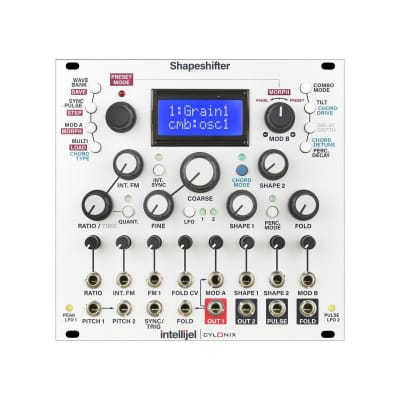 Shapeshifter
WAVE BANK
SAVE
SYNC PULSE
STEP
MOD A
MORPH
MULTI
LOAD
CHORD TYPE
PRESET MODE
1:Grain1
cmb:osc1
MORPH
PANEL PRESET
MOD B
COMBO MODE
TILT
CHORD DRIVE
DELAY DEPTH
CHORD DETUNE
PERC. DECAY
INT. FM
INT. SYNC
COARSE
CHORD MODE
SHAPE 2
RATIO / TIME
QUANT.
FINE
LFO 1 2
SHAPE 1
PERC. MODE
FOLD
RATIO INT. FM FM 1 FOLD CV MOD A SHAPE 1 SHAPE 2 MOD B
PEAK LFO 1
PITCH 1 PITCH 2 SYNC/TRIG FOLD OUT 1 OUT 2 PULSE FOLD
PULSE LFO 2
intellijel CYLONIX